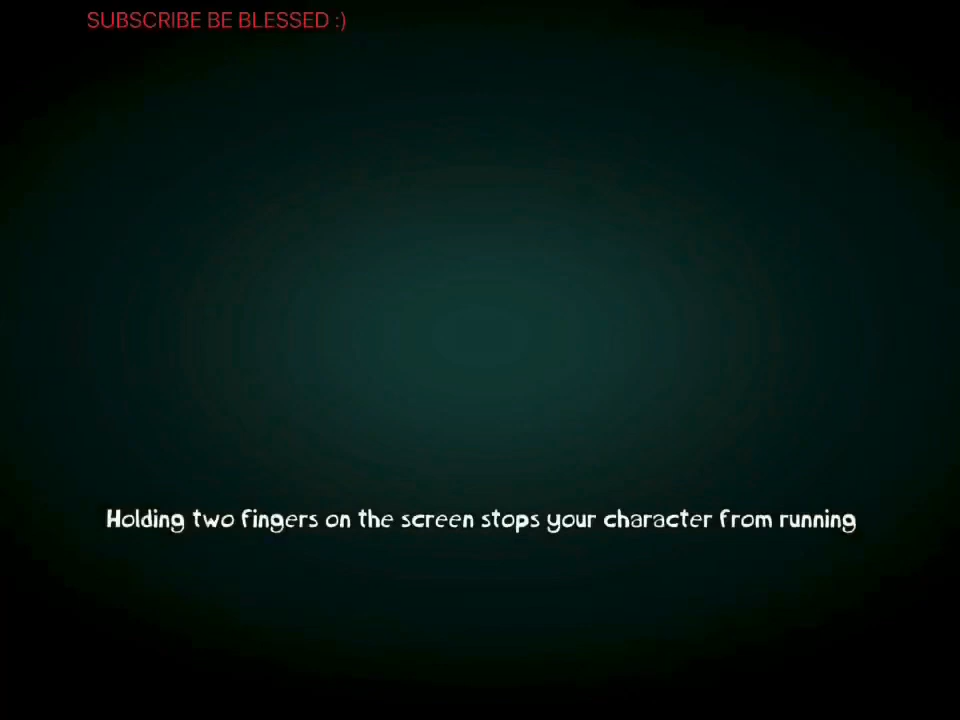 SUBSCRIBE BE BLESSED :)
Holding two fingers on the screen stops your character from running